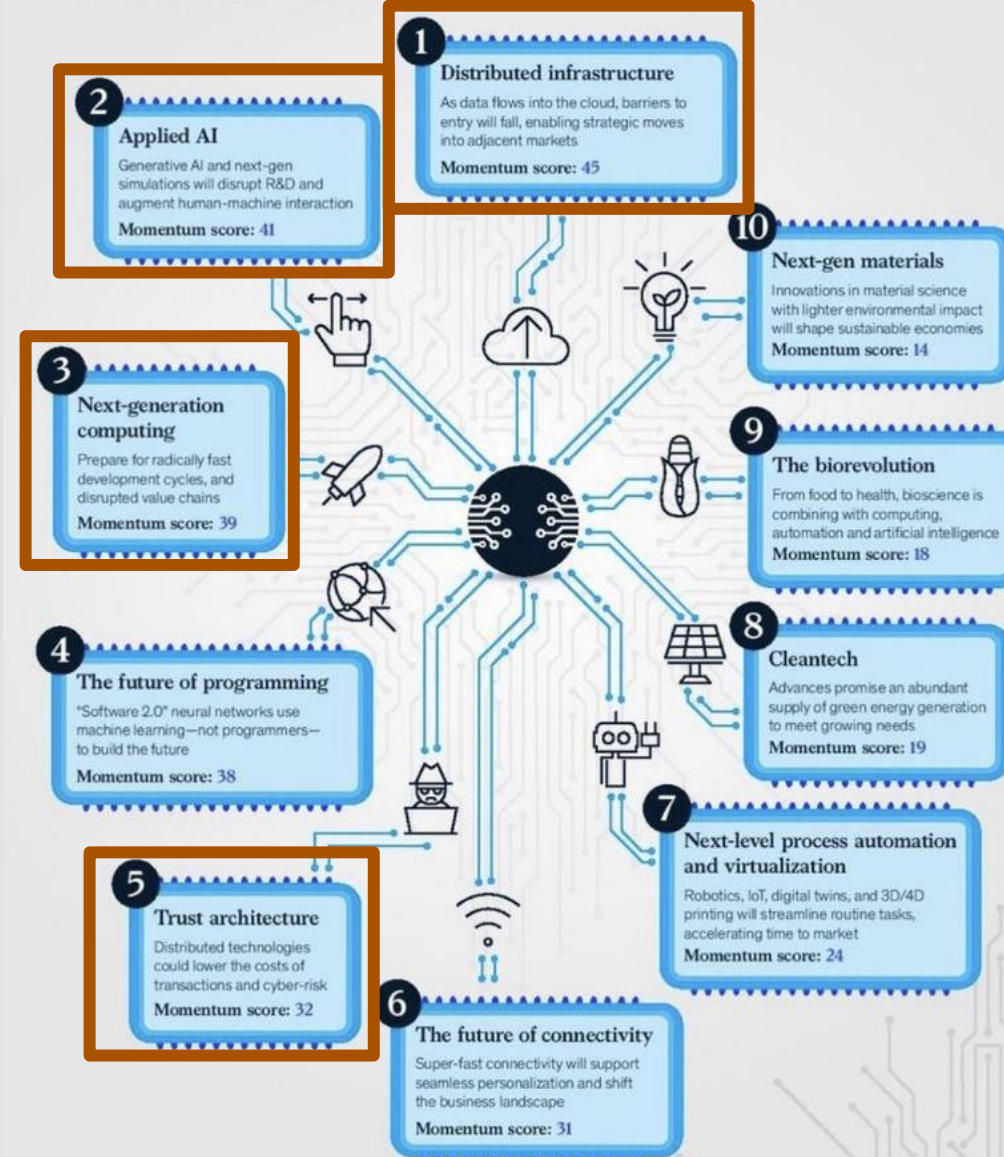 1
Distributed infrastructure
As data flows into the cloud, barriers to
entry will fall, enabling strategic moves
into adjacent markets
Momentum score: 45
2
Applied AI
Generative AI and next-gen
simulations will disrupt R&D and
augment human-machine interaction
Momentum score: 41
3
Next-generation
computing
Prepare for radically fast
development cycles, and
disrupted value chains
Momentum score: 39
4
The future of programming
"Software 2.0" neural networks use
machine learning—not programmers—
to build the future
Momentum score: 38
5
Trust architecture
Distributed technologies
could lower the costs of
transactions and cyber-risk
Momentum score: 32
6
The future of connectivity
Super-fast connectivity will support
seamless personalization and shift
the business landscape
Momentum score: 31
7
Next-level process automation
and virtualization
Robotics, IoT, digital twins, and 3D/4D
printing will streamline routine tasks,
accelerating time to market
Momentum score: 24
8
Cleantech
Advances promise an abundant
supply of green energy generation
to meet growing needs
Momentum score: 19
9
The biorevolution
From food to health, bioscience is
combining with computing,
automation and artificial intelligence
Momentum score: 18
10
Next-gen materials
Innovations in material science
with lighter environmental impact
will shape sustainable economies
Momentum score: 14